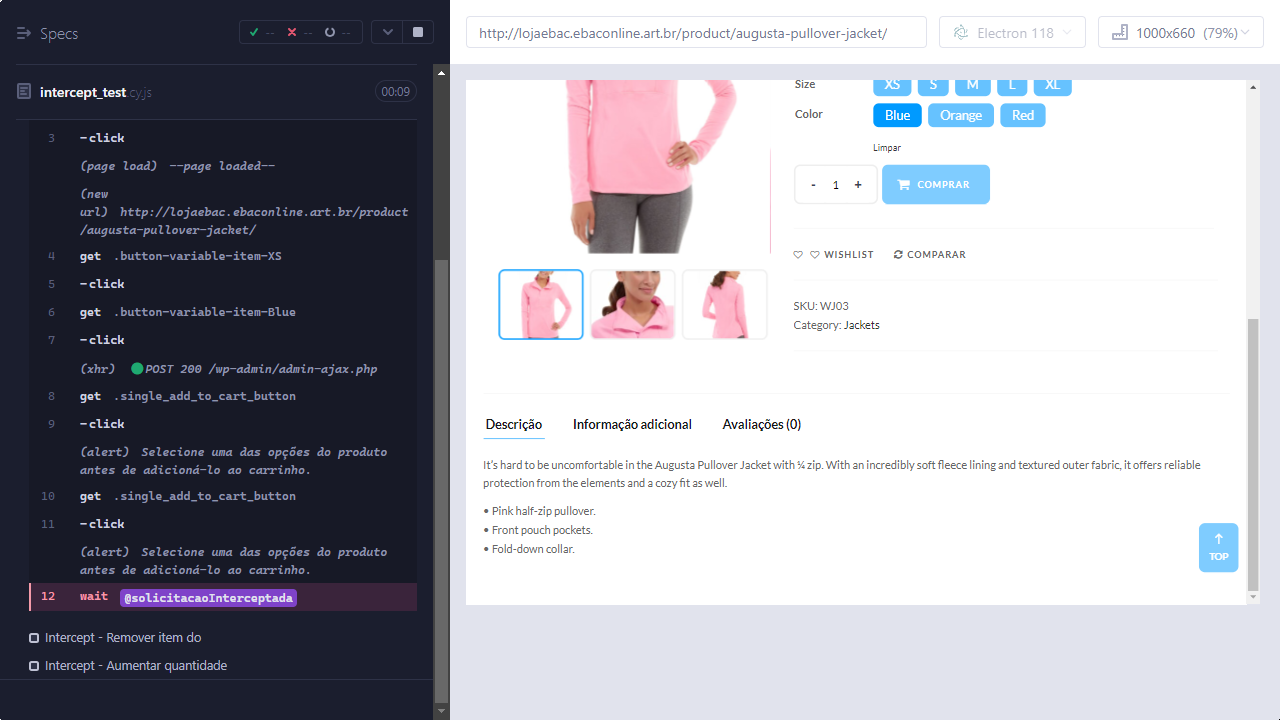 Specs
--
--
--
http://lojaebac.ebaconline.art.br/product/augusta-pullover-jacket/
Electron 118
1000x660 (79%)
intercept_test.cy.js
00:09
3 -click
(page load) --page loaded--
(new
url) http://lojaebac.ebaconline.art.br/product
/augusta-pullover-jacket/
4 get .button-variable-item-XS
5 -click
6 get .button-variable-item-Blue
7 -click
(xhr) POST 200 /wp-admin/admin-ajax.php
8 get .single_add_to_cart_button
9 -click
(alert) Selecione uma das opções do produto
antes de adicioná-lo ao carrinho.
10 get .single_add_to_cart_button
11 -click
(alert) Selecione uma das opções do produto
antes de adicioná-lo ao carrinho.
12 wait @solicitacaoInterceptada
Intercept - Remover item do
Intercept - Aumentar quantidade
Size XS S M L XL
Color Blue Orange Red
Limpar
- 1 + COMPRAR
WISHLIST COMPARAR
SKU: WJ03
Category: Jackets
Descrição Informação adicional Avaliações (0)
It's hard to be uncomfortable in the Augusta Pullover Jacket with ¼ zip. With an incredibly soft fleece lining and textured outer fabric, it offers reliable
protection from the elements and a cozy fit as well.
• Pink half-zip pullover.
• Front pouch pockets.
• Fold-down collar.
TOP